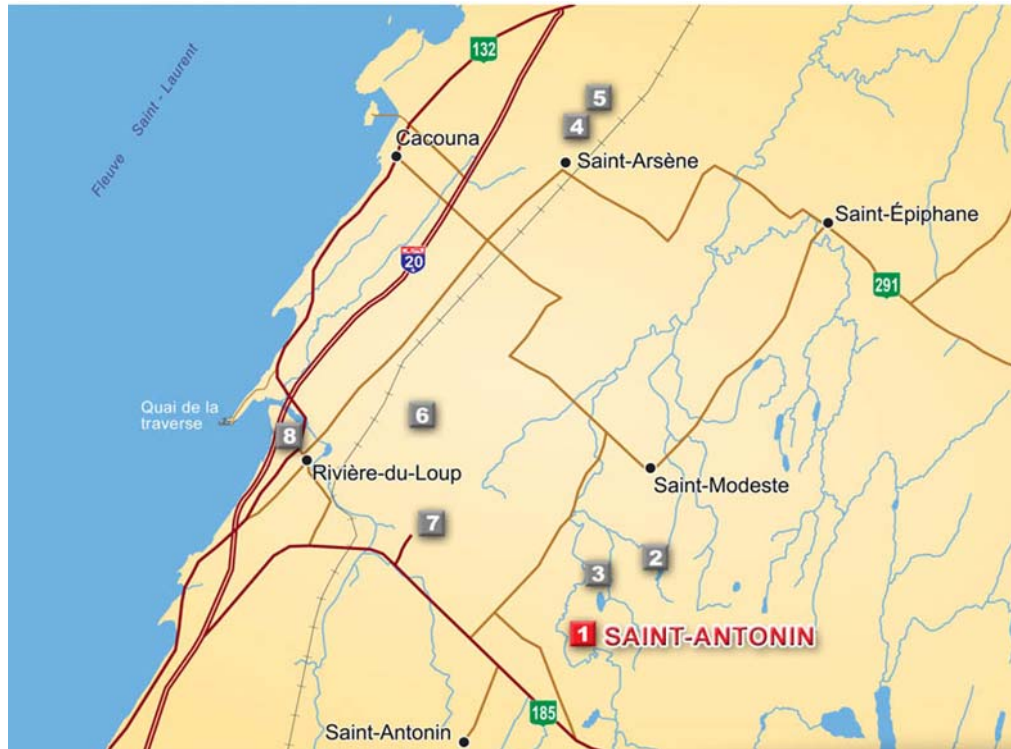 132
Fleuve Saint - Laurent
5
4
Cacouna
Saint-Arsène
Saint-Épiphane
20
291
Quai de la
traverse
6
8
Rivière-du-Loup
Saint-Modeste
7
2
3
1 SAINT-ANTONIN
185
Saint-Antonin